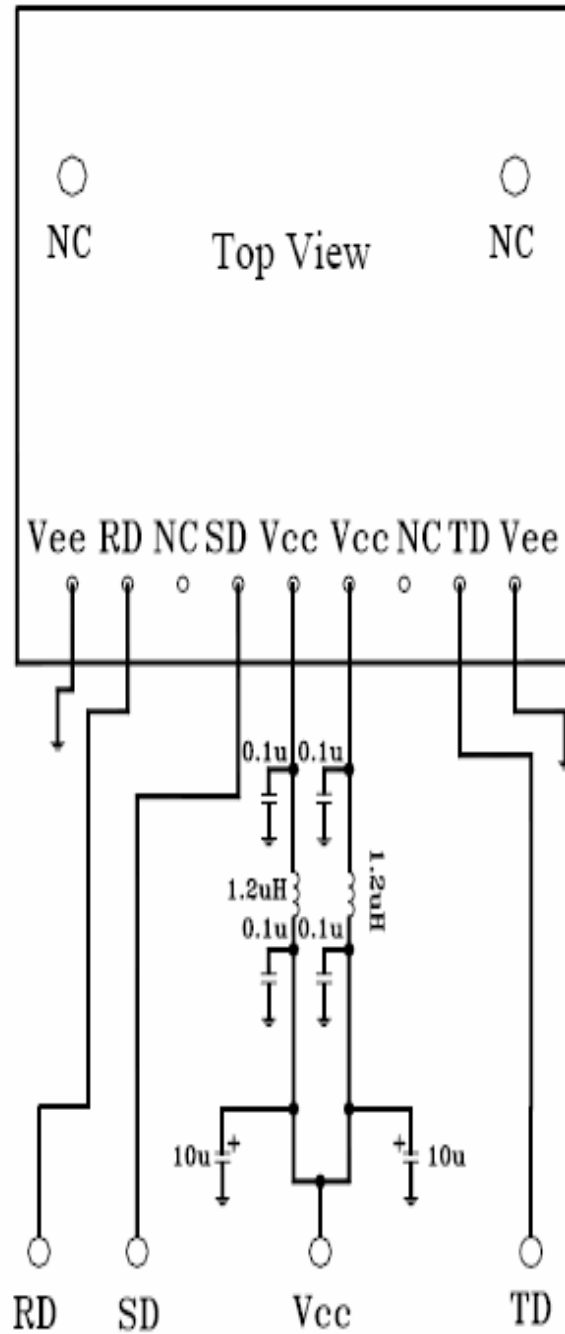 NC NC
Top View
Vee RD NC SD Vcc Vcc NC TD Vee
0.1u 0.1u
1.2uH 1.2uH
0.1u 0.1u
10u + + 10u
RD SD Vcc TD